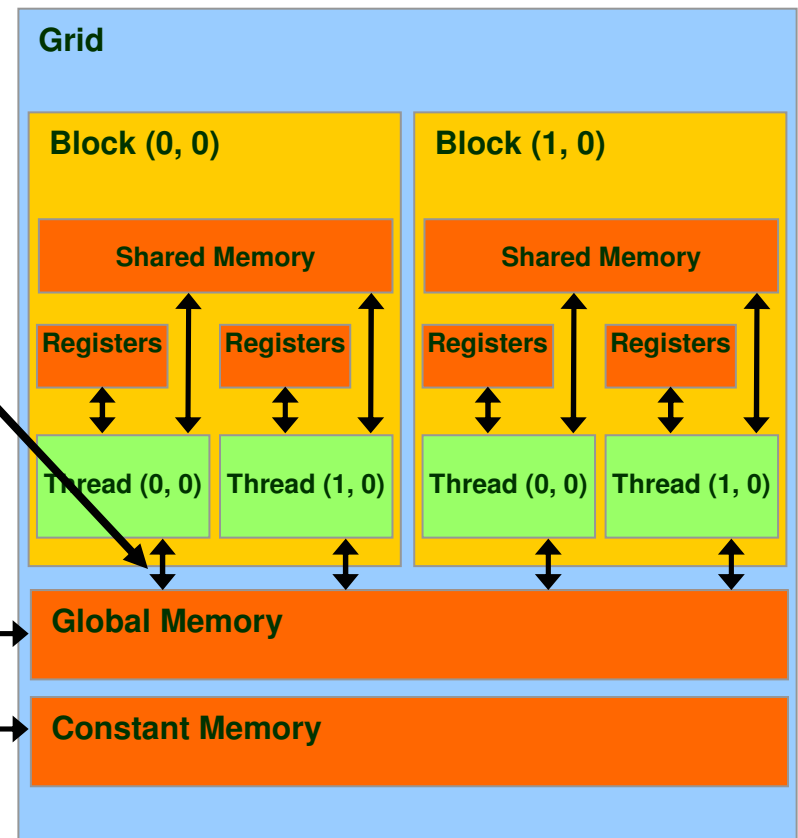 Grid
Block (0, 0)
Block (1, 0)
Shared Memory
Shared Memory
Registers
Registers
Registers
Registers
Thread (0, 0)
Thread (1, 0)
Thread (0, 0)
Thread (1, 0)
Global Memory
Constant Memory